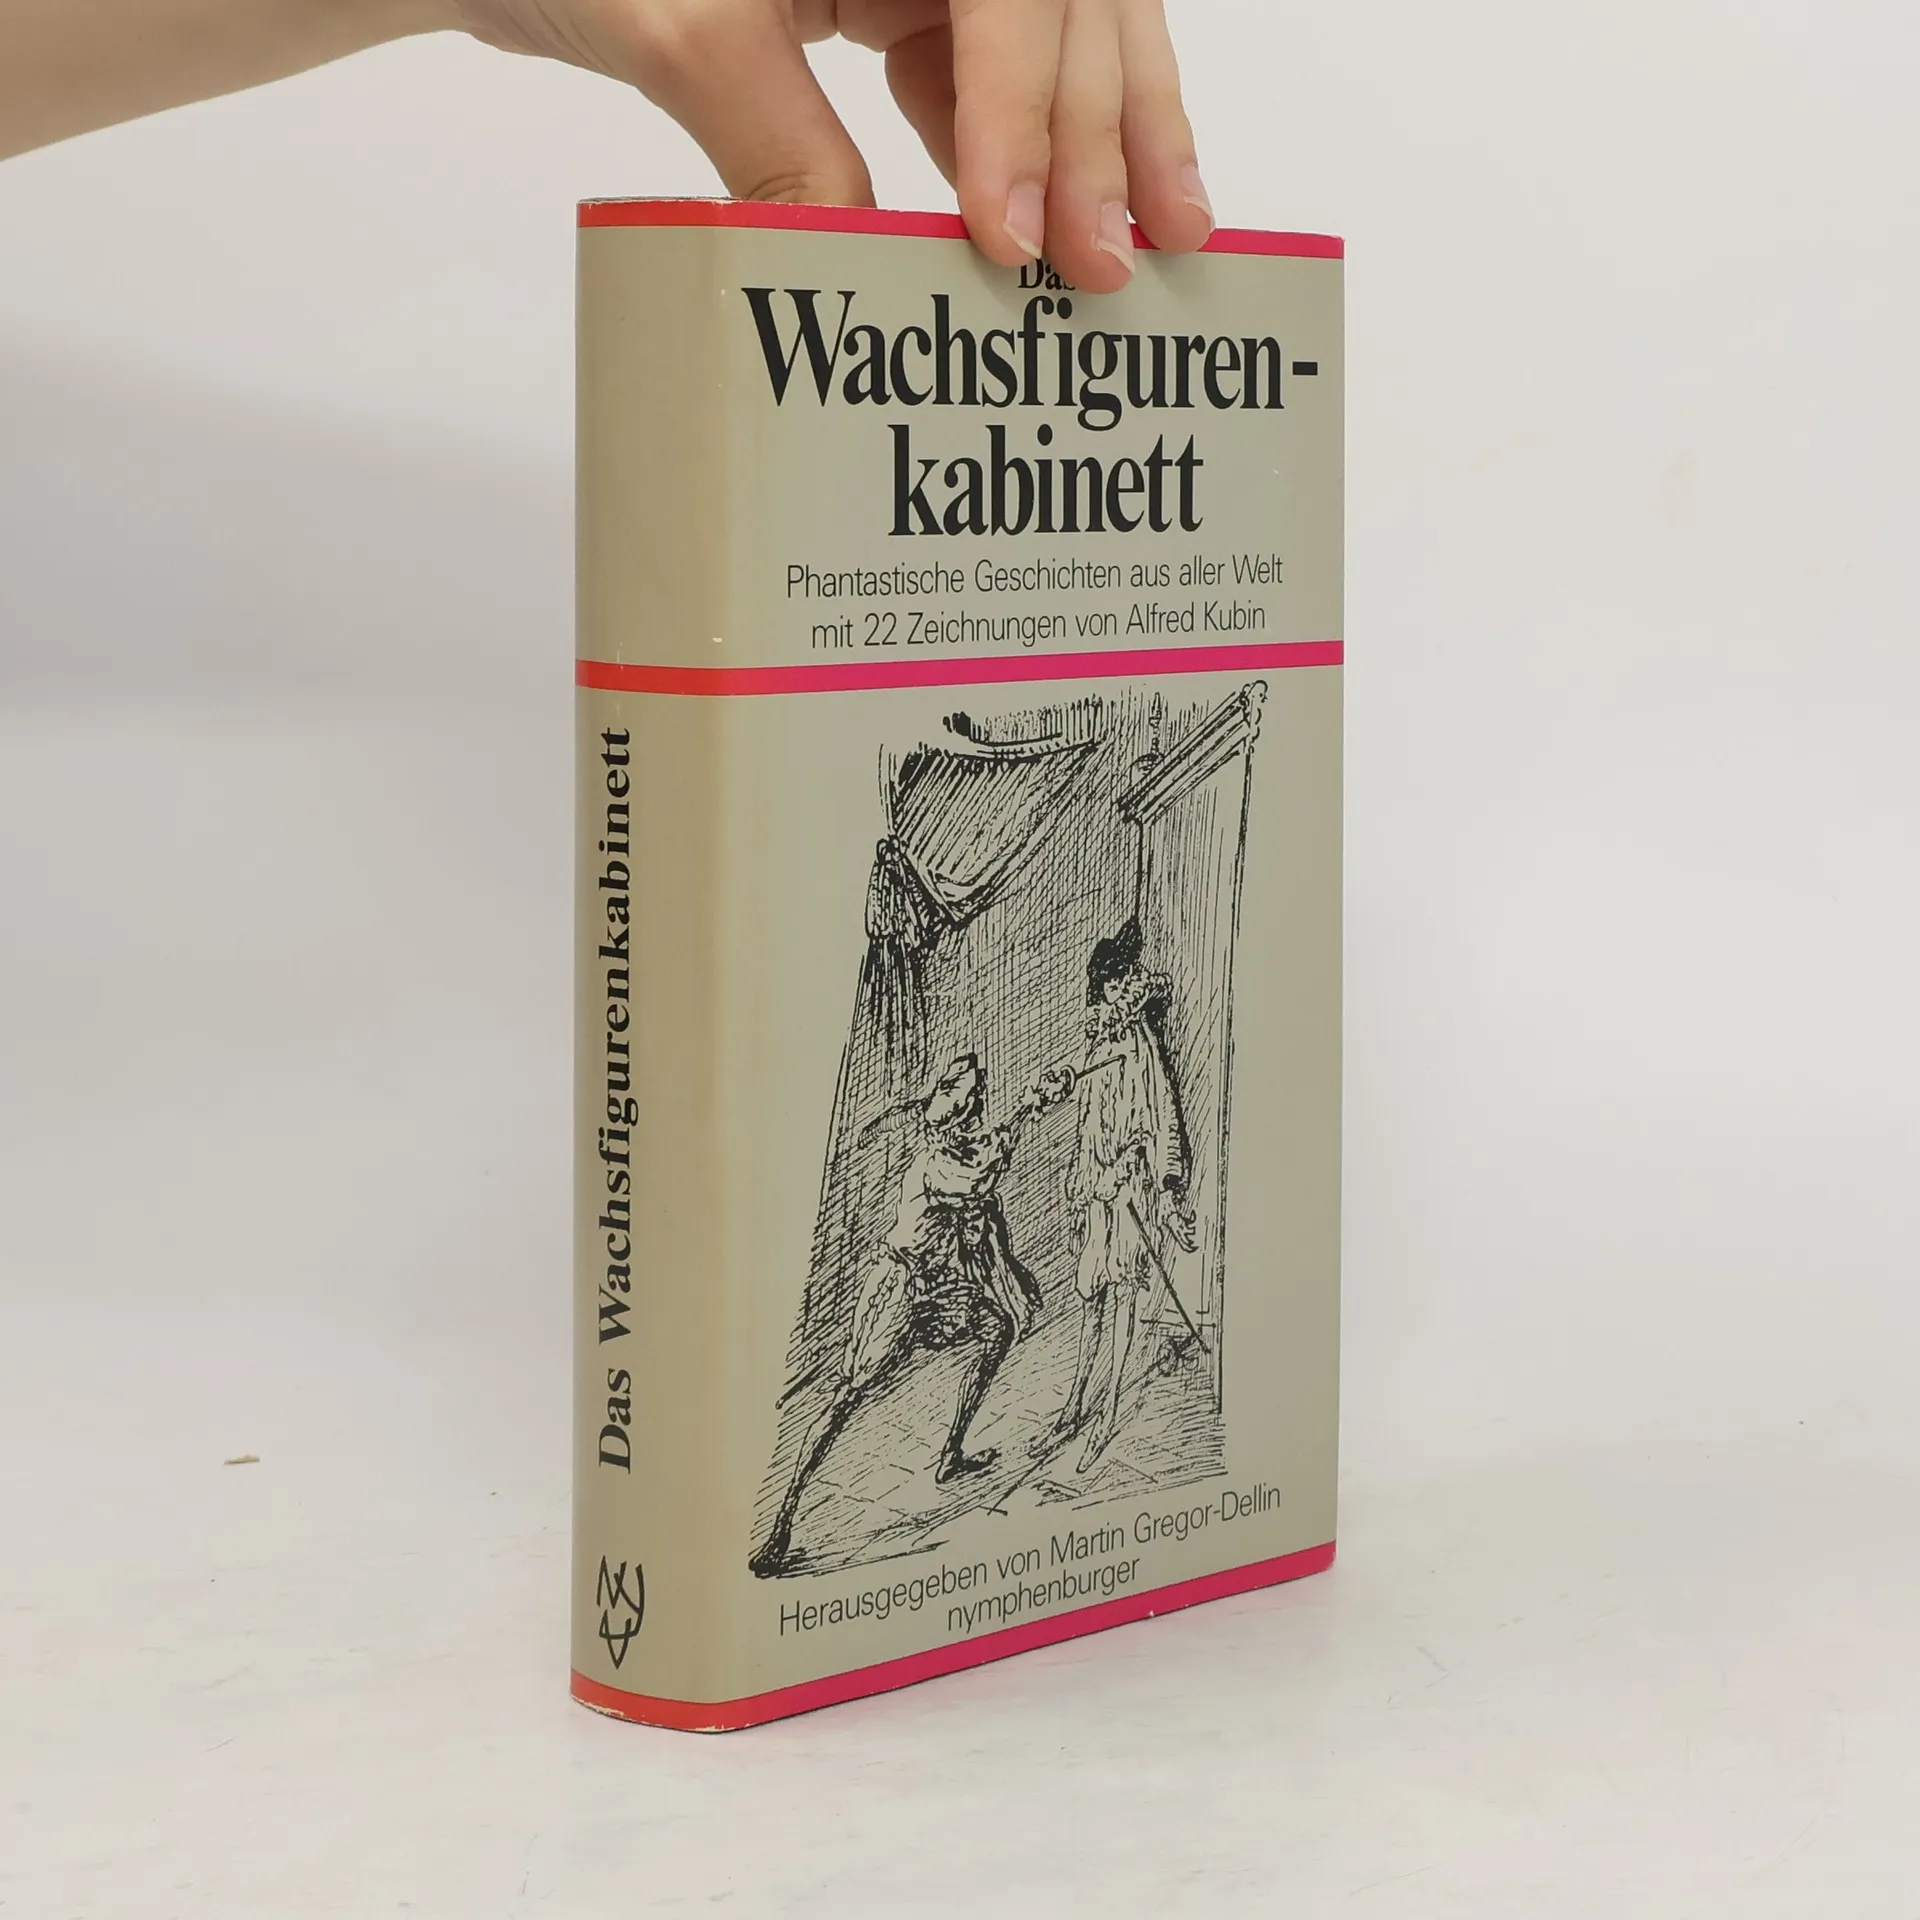 Das
Wachsfiguren-
kabinett
Phantastische Geschichten aus aller Welt
mit 22 Zeichnungen von Alfred Kubin
Herausgegeben von Martin Gregor-Dellin
nymphenburger
Das Wachsfigurenkabinett